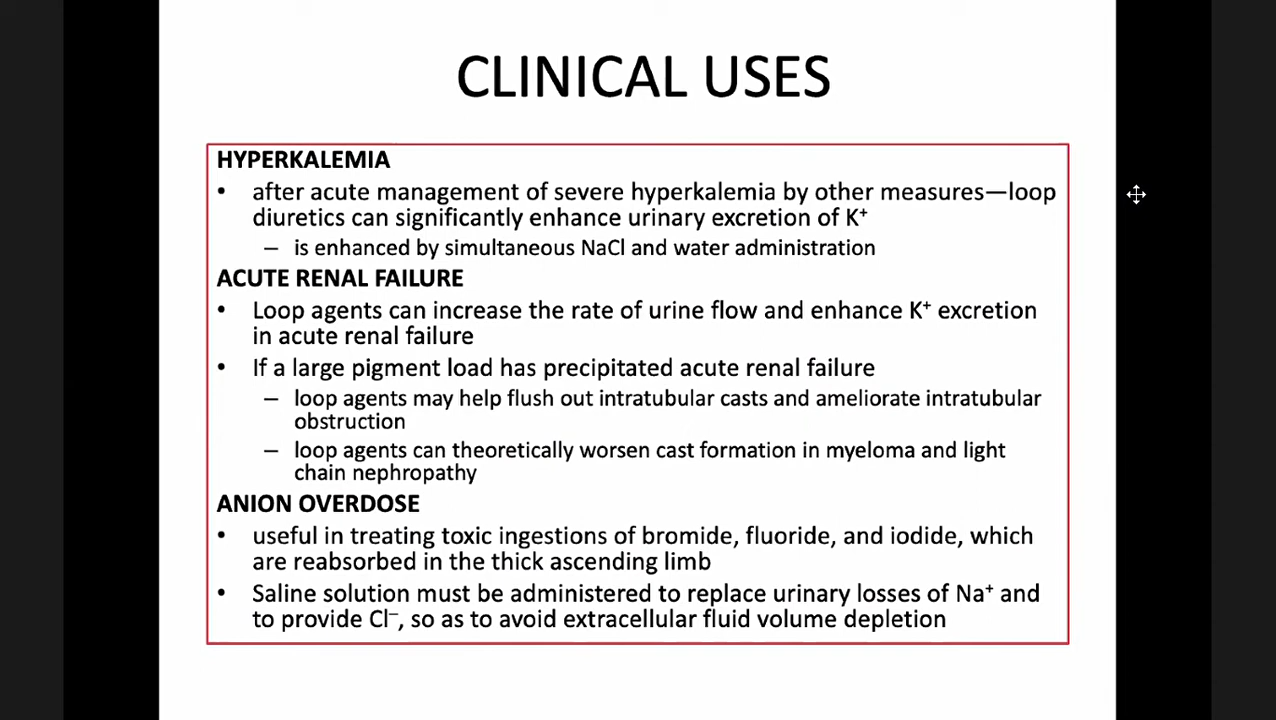 CLINICAL USES
HYPERKALEMIA
• after acute management of severe hyperkalemia by other measures—loop
diuretics can significantly enhance urinary excretion of K⁺
– is enhanced by simultaneous NaCl and water administration
ACUTE RENAL FAILURE
• Loop agents can increase the rate of urine flow and enhance K⁺ excretion
in acute renal failure
• If a large pigment load has precipitated acute renal failure
– loop agents may help flush out intratubular casts and ameliorate intratubular
obstruction
– loop agents can theoretically worsen cast formation in myeloma and light
chain nephropathy
ANION OVERDOSE
• useful in treating toxic ingestions of bromide, fluoride, and iodide, which
are reabsorbed in the thick ascending limb
• Saline solution must be administered to replace urinary losses of Na⁺ and
to provide Cl⁻, so as to avoid extracellular fluid volume depletion